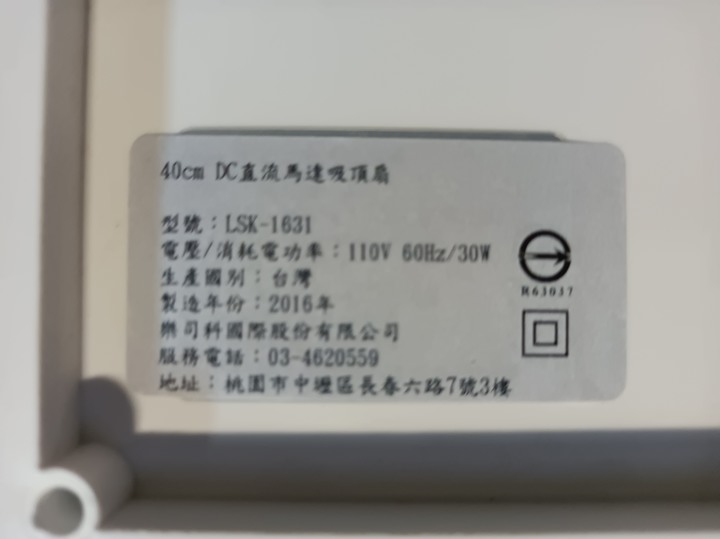 40cm DC直流馬達吸頂扇
型號：LSK-1631
電壓/消耗電功率：110V 60Hz/30W
生產國別：台灣
製造年份：2016年
樂司科國際股份有限公司
服務電話：03-4620559
地址：桃園市中壢區長春六路7號3樓
R63037